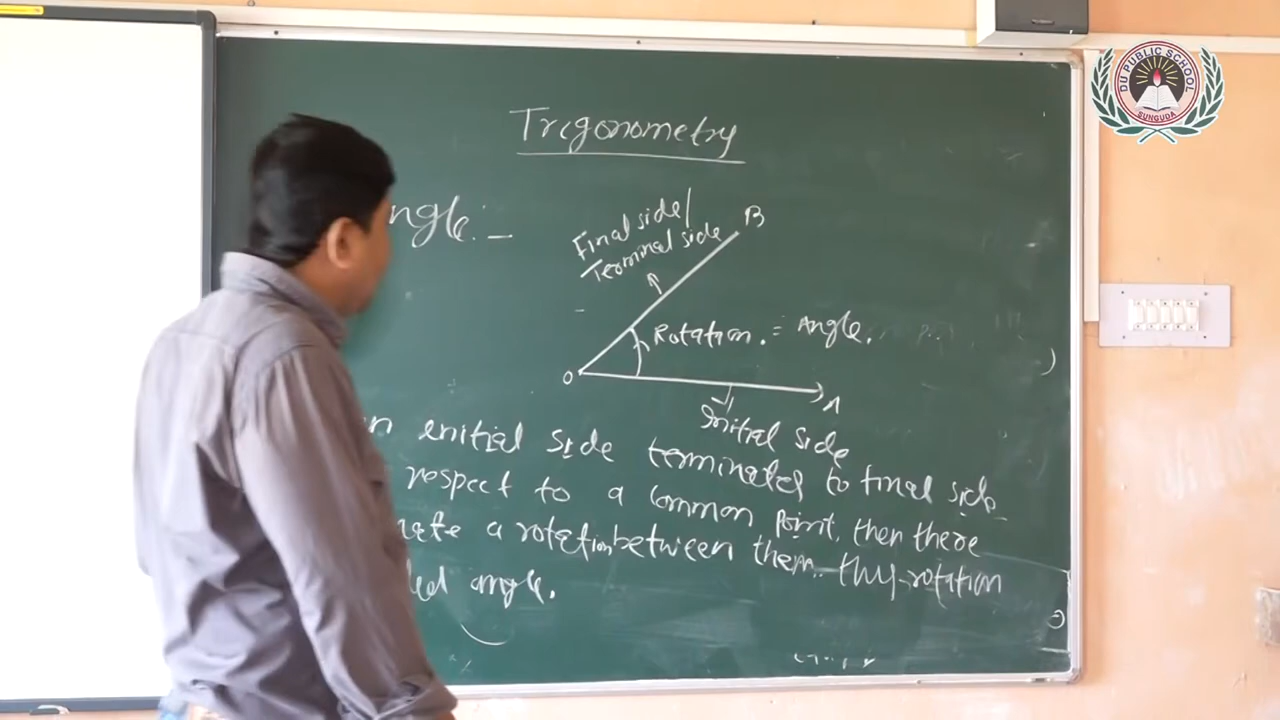 DU PUBLIC SCHOOL
SUNGUDA
Trigonometry
ngle:-
Final side/
Terminal side
B
Rotation. = Angle.
O
A
Initial side
n enitial side terminated to final side
respect to a common point, then there
ate a rotation between them. this rotation
led angle.